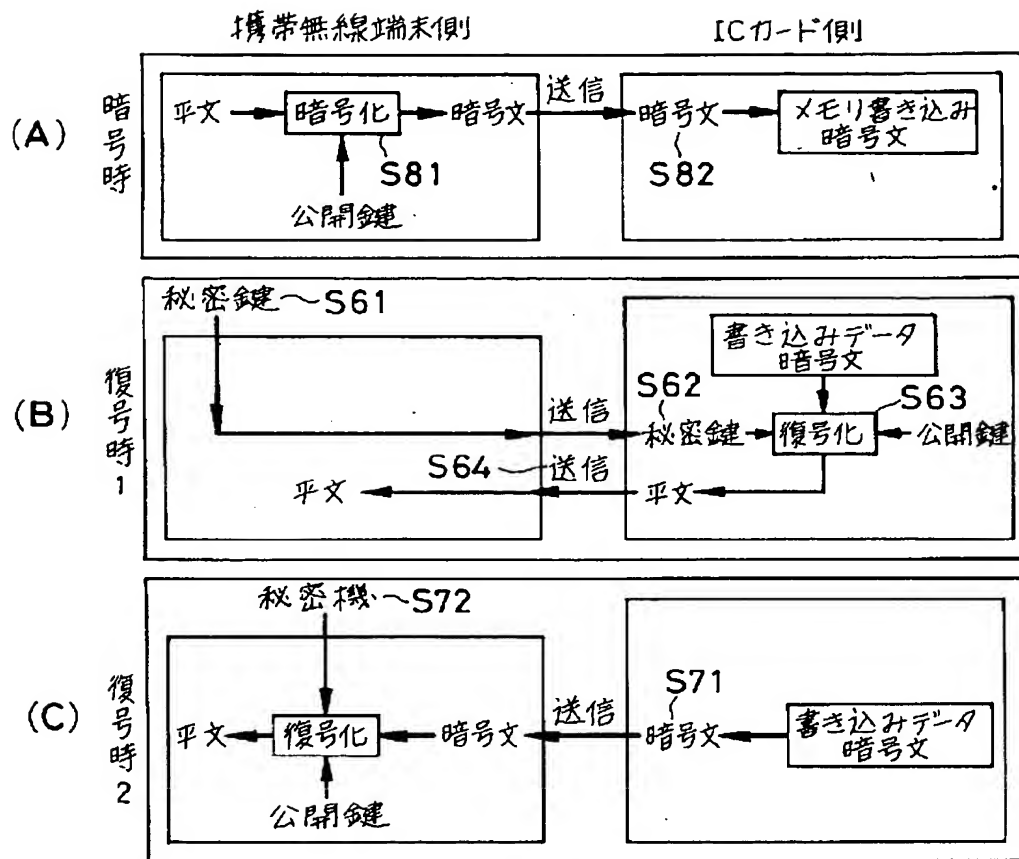 携帯無線端末側
ICカード側
(A)
暗号時
平文
暗号化
暗号文
送信
S81
公開鍵
暗号文
S82
メモリ書き込み
暗号文
(B)
復号時1
秘密鍵
S61
送信
S62
秘密鍵
書き込みデータ
暗号文
S63
復号化
公開鍵
S64
送信
平文
平文
(C)
復号時2
秘密機
S72
平文
復号化
暗号文
送信
公開鍵
S71
暗号文
書き込みデータ
暗号文